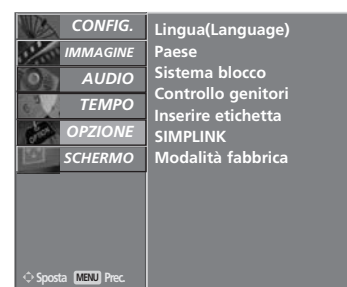 CONFIG.
IMMAGINE
AUDIO
TEMPO
OPZIONE
SCHERMO
Sposta MENU Prec.
Lingua(Language)
Paese
Sistema blocco
Controllo genitori
Inserire etichetta
SIMPLINK
Modalità fabbrica